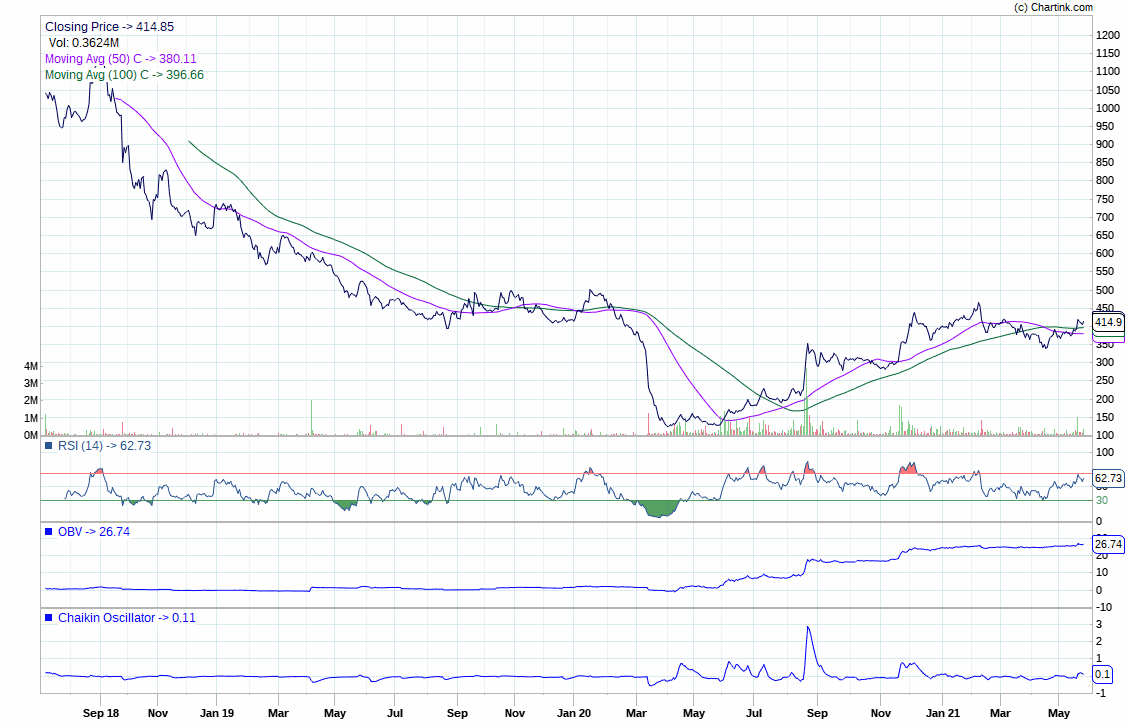 (c) Chartink.com
Closing Price -> 414.85
Vol: 0.3624M
Moving Avg (50) C -> 380.11
Moving Avg (100) C -> 396.66
1200
1150
1100
1050
1000
950
900
850
800
750
700
650
600
550
500
450
414.9
350
300
250
200
150
100
4M
3M
2M
1M
0M
RSI (14) -> 62.73
100
62.73
30
0
OBV -> 26.74
26.74
20
10
0
-10
Chaikin Oscillator -> 0.11
3
2
1
0.1
-1
Sep 18 Nov Jan 19 Mar May Jul Sep Nov Jan 20 Mar May Jul Sep Nov Jan 21 Mar May